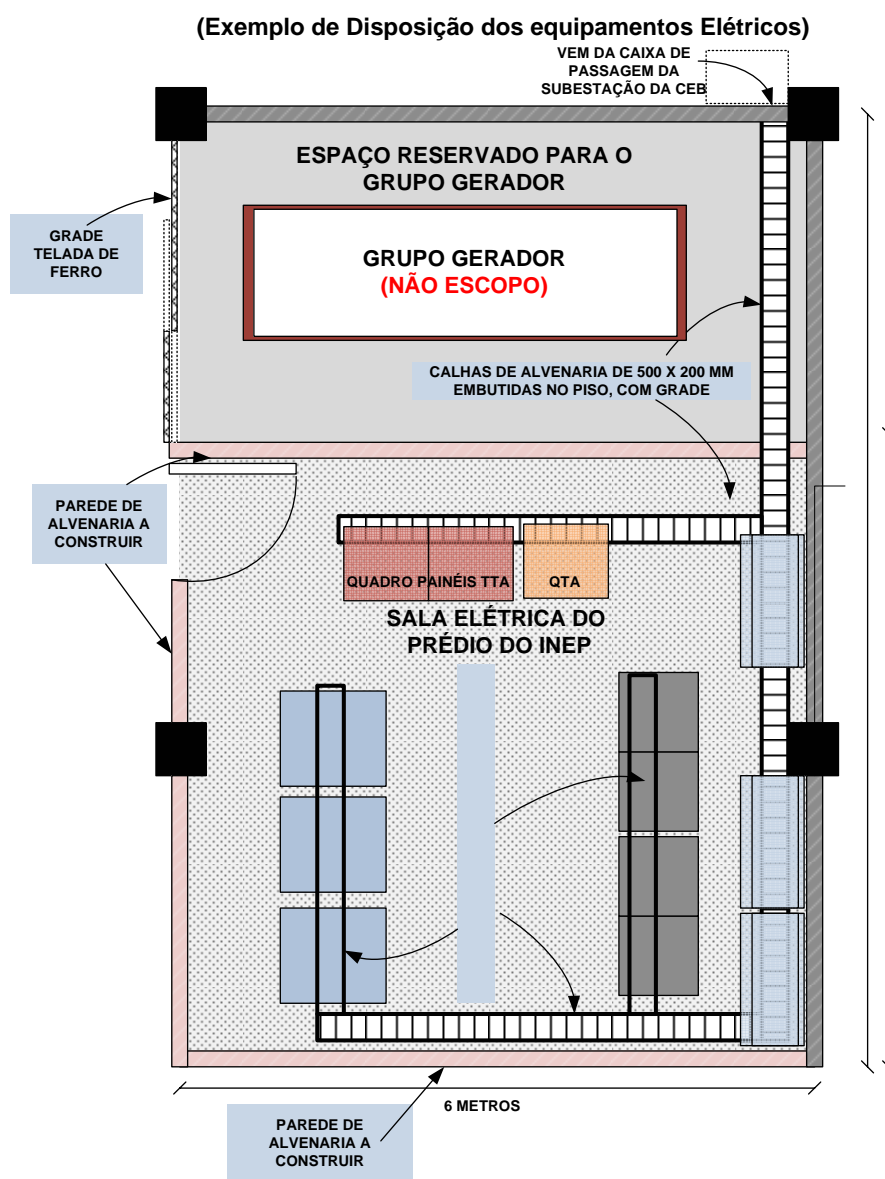 (Exemplo de Disposição dos equipamentos Elétricos)
VEM DA CAIXA DE
PASSAGEM DA
SUBESTAÇÃO DA CEB
ESPAÇO RESERVADO PARA O
GRUPO GERADOR
GRADE
TELADA DE
FERRO
GRUPO GERADOR
(NÃO ESCOPO)
CALHAS DE ALVENARIA DE 500 X 200 MM
EMBUTIDAS NO PISO, COM GRADE
PAREDE DE
ALVENARIA A
CONSTRUIR
QUADRO PAINÉIS TTA
QTA
SALA ELÉTRICA DO
PRÉDIO DO INEP
6 METROS
PAREDE DE
ALVENARIA A
CONSTRUIR